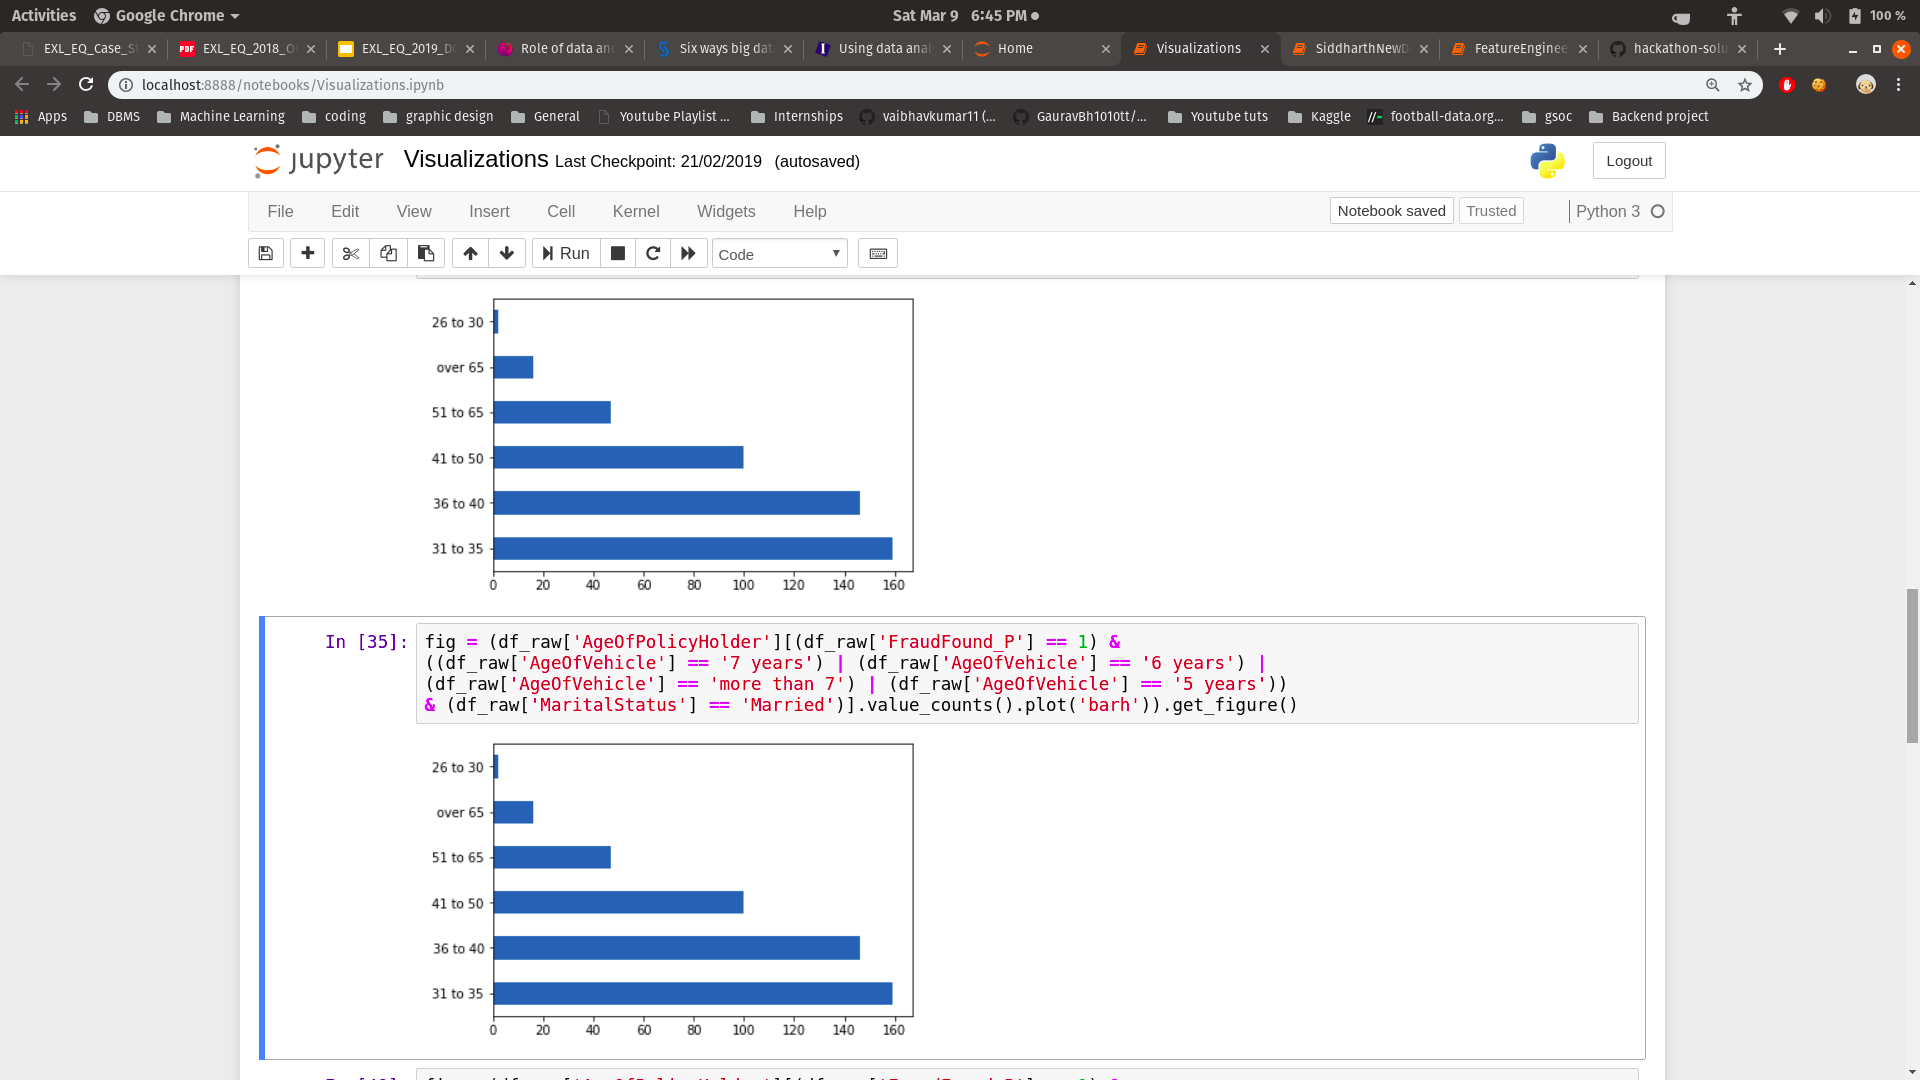 Activities Google Chrome Sat Mar 9 6:45 PM 100 %
EXL_EQ_Case_S EXL_EQ_2018_O EXL_EQ_2019_D Role of data an Six ways big da Using data anal Home Visualizations SiddharthNewD FeatureEnginee hackathon-solu
localhost:8888/notebooks/Visualizations.ipynb
Apps DBMS Machine Learning coding graphic design General Youtube Playlist ... Internships vaibhavkumar11 (... GauravBh1010tt/... Youtube tuts Kaggle football-data.org... gsoc Backend project
jupyter Visualizations Last Checkpoint: 21/02/2019 (autosaved) Logout
File Edit View Insert Cell Kernel Widgets Help Notebook saved Trusted Python 3
Run Code
26 to 30
over 65
51 to 65
41 to 50
36 to 40
31 to 35
0 20 40 60 80 100 120 140 160
In [35]: fig = (df_raw['AgeOfPolicyHolder'][(df_raw['FraudFound_P'] == 1) &
((df_raw['AgeOfVehicle'] == '7 years') | (df_raw['AgeOfVehicle'] == '6 years') |
(df_raw['AgeOfVehicle'] == 'more than 7') | (df_raw['AgeOfVehicle'] == '5 years'))
& (df_raw['MaritalStatus'] == 'Married')].value_counts().plot('barh')).get_figure()
26 to 30
over 65
51 to 65
41 to 50
36 to 40
31 to 35
0 20 40 60 80 100 120 140 160